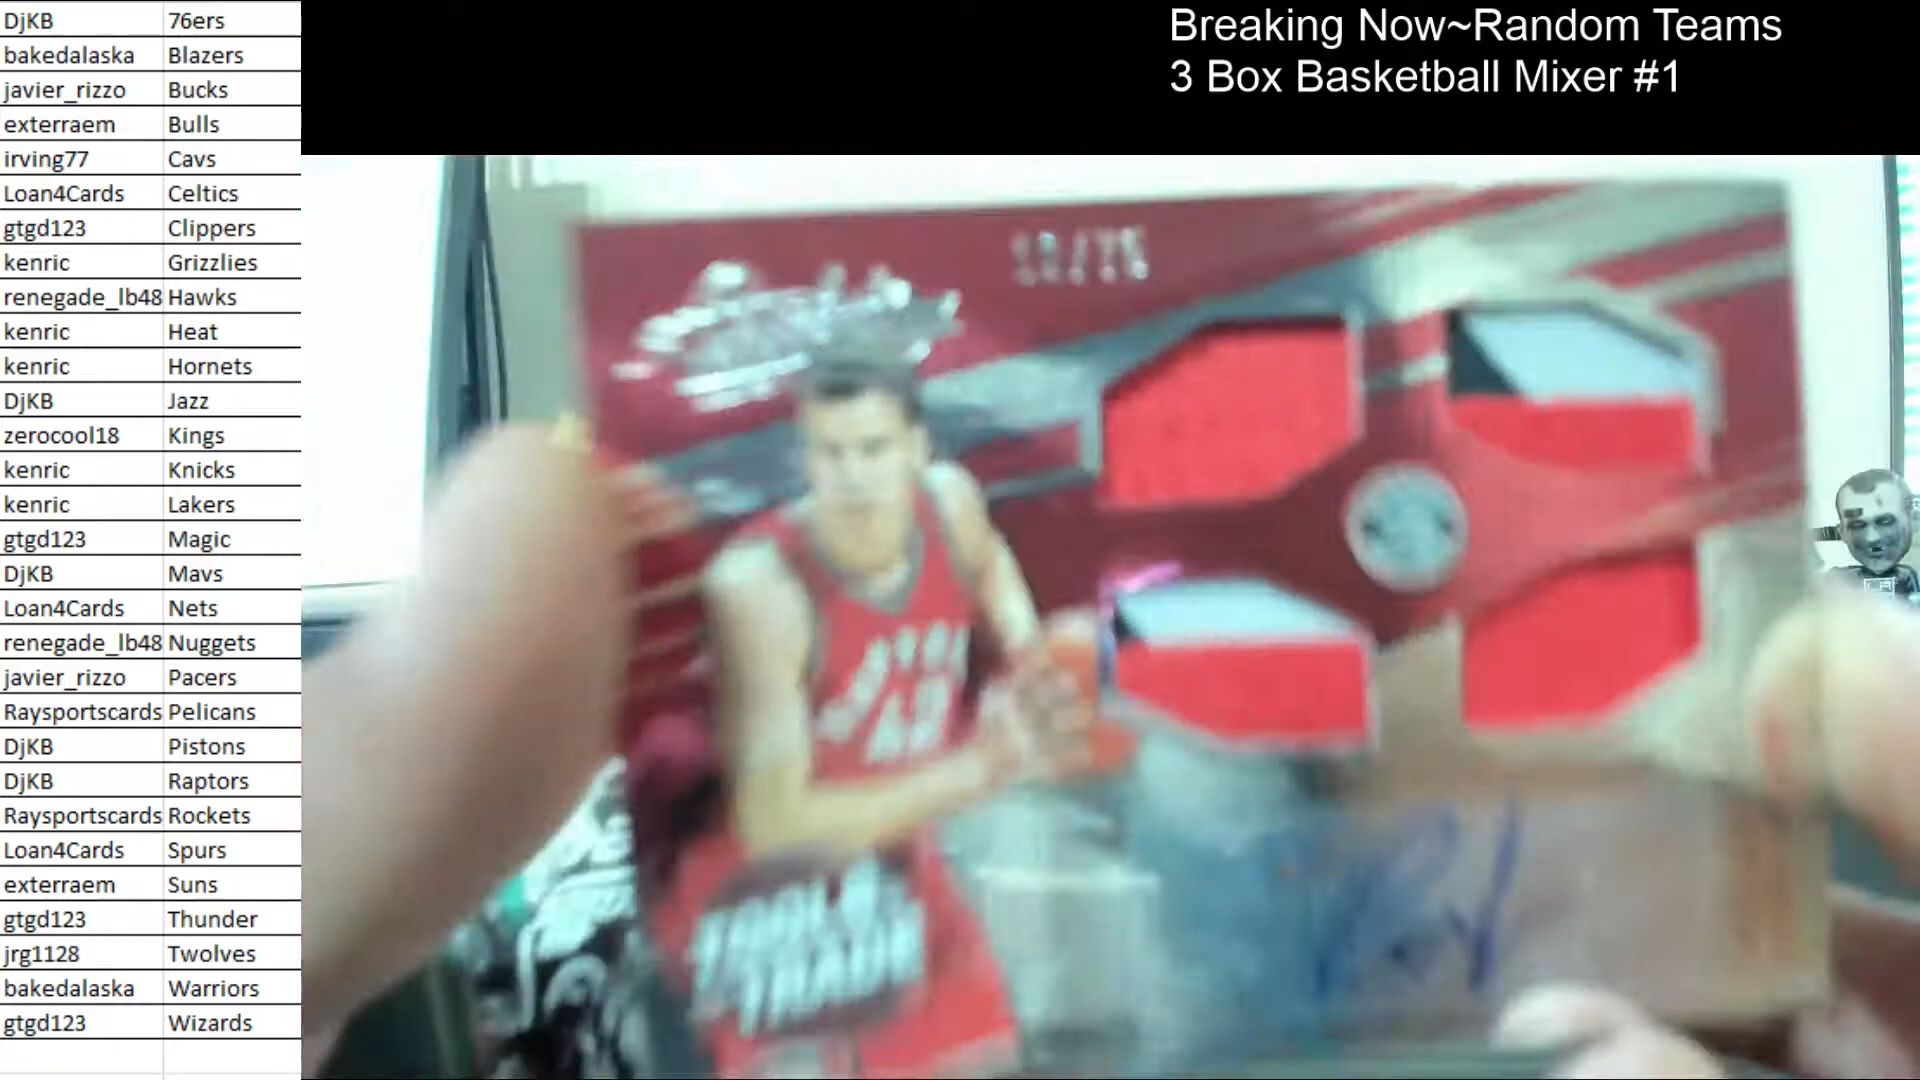 DjKB 76ers
bakedalaska Blazers
javier_rizzo Bucks
exterraem Bulls
irving77 Cavs
Loan4Cards Celtics
gtgd123 Clippers
kenric Grizzlies
renegade_lb48 Hawks
kenric Heat
kenric Hornets
DjKB Jazz
zerocool18 Kings
kenric Knicks
kenric Lakers
gtgd123 Magic
DjKB Mavs
Loan4Cards Nets
renegade_lb48 Nuggets
javier_rizzo Pacers
Raysportscards Pelicans
DjKB Pistons
DjKB Raptors
Raysportscards Rockets
Loan4Cards Spurs
exterraem Suns
gtgd123 Thunder
jrg1128 Twolves
bakedalaska Warriors
gtgd123 Wizards
Breaking Now~Random Teams
3 Box Basketball Mixer #1